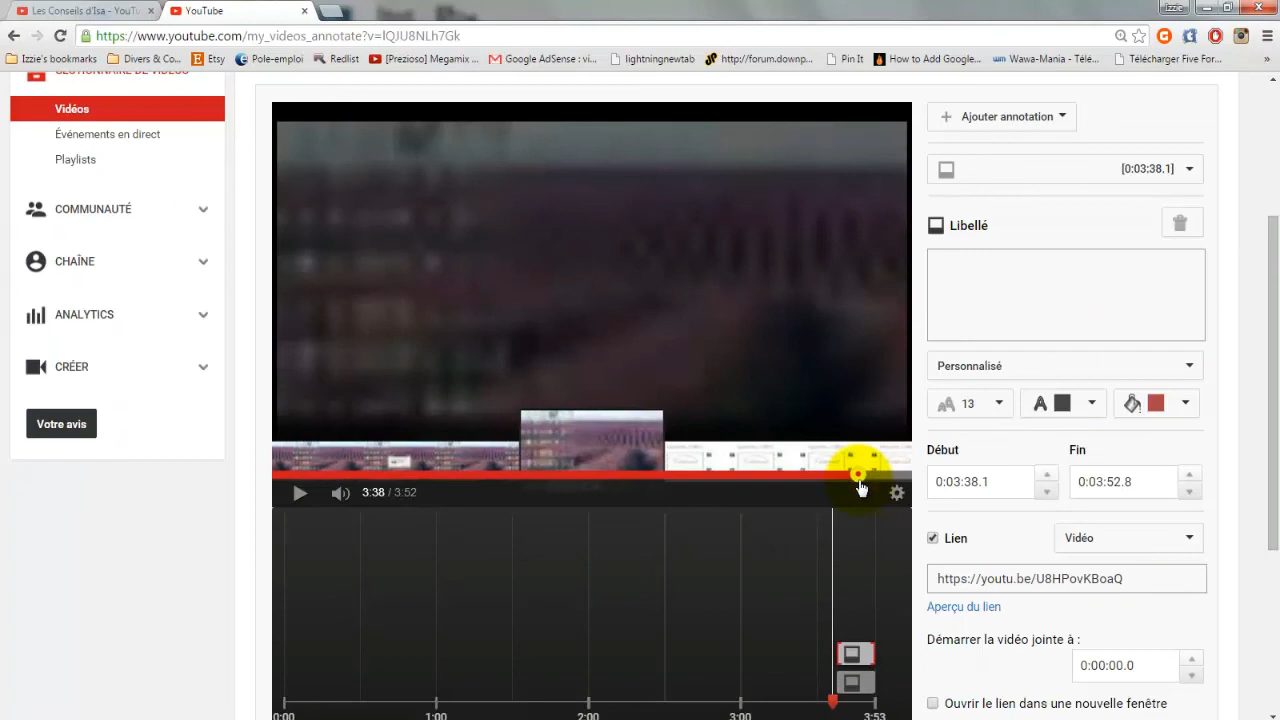 Les Conseils d'Isa - YouTu
YouTube
Izzie
https://www.youtube.com/my_videos_annotate?v=lQJU8NLh7Gk
Izzie's bookmarks
Divers & Co...
Etsy
Pole-emploi
Redlist
[Prezioso] Megamix ...
Google AdSense : vi...
lightningnewtab
http://forum.downp...
Pin It
How to Add Google...
Wawa-Mania - Télé...
Télécharger Five For...
»
GESTIONNAIRE DE VIDÉOS
Vidéos
Événements en direct
Playlists
COMMUNAUTÉ
CHAÎNE
ANALYTICS
CRÉER
Votre avis
3:38 / 3:52
0:00
1:00
2:00
3:00
3:53
+ Ajouter annotation
[0:03:38.1]
Libellé
Personnalisé
AA 13
A
Début
Fin
0:03:38.1
0:03:52.8
Lien
Vidéo
https://youtu.be/U8HPovKBoaQ
Aperçu du lien
Démarrer la vidéo jointe à :
0:00:00.0
Ouvrir le lien dans une nouvelle fenêtre